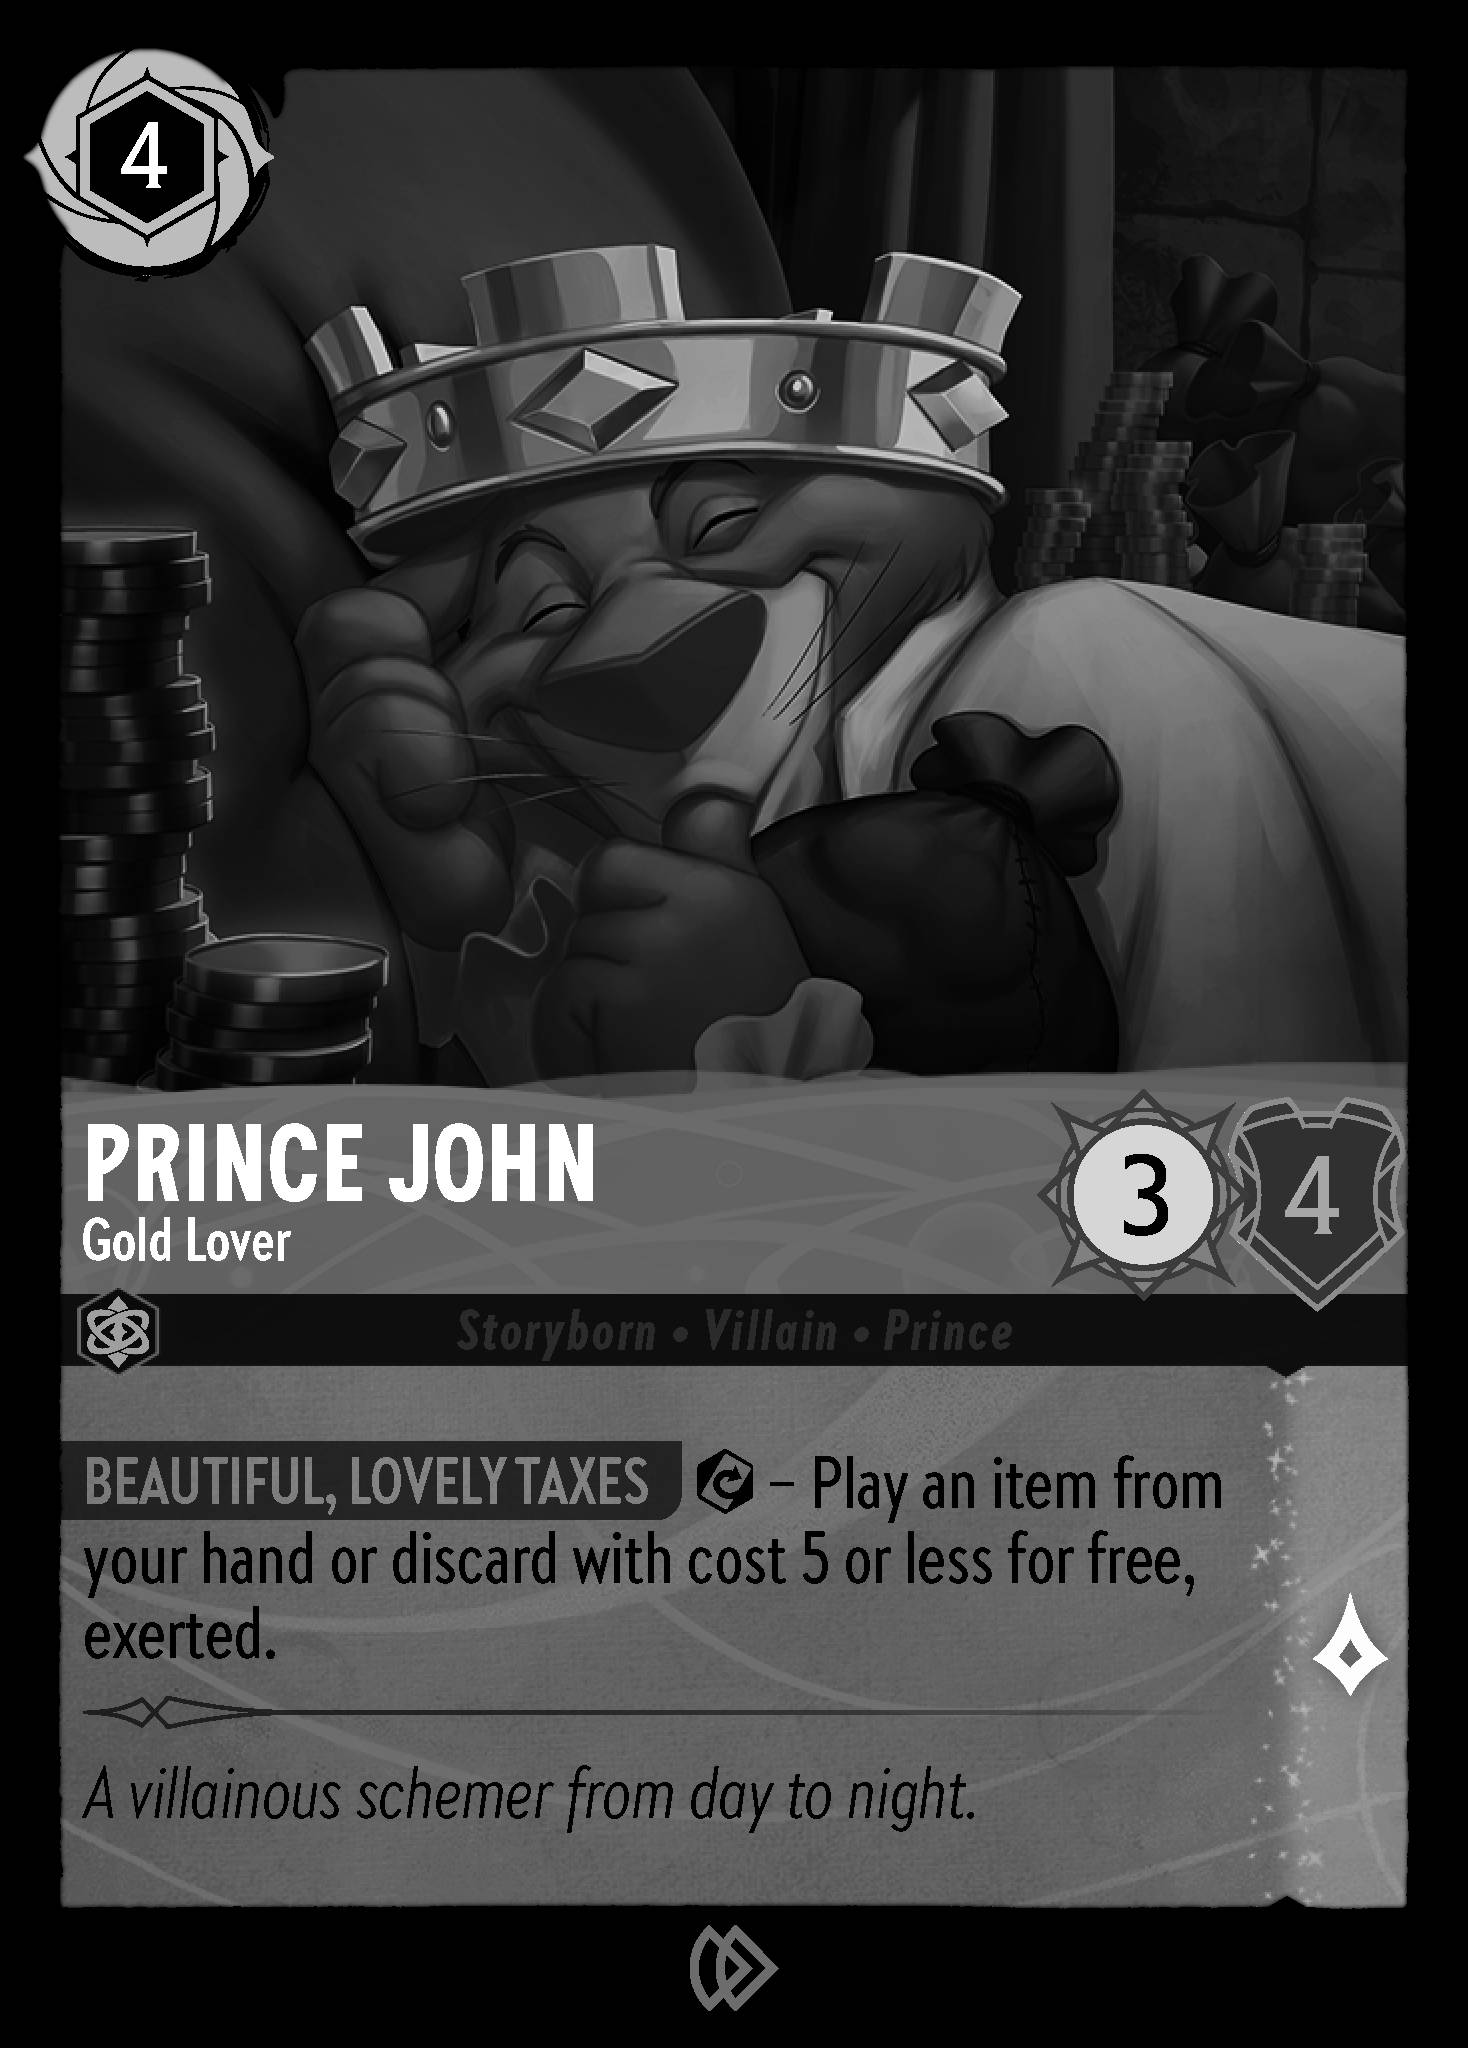 4
PRINCE JOHN
Gold Lover
3 4
Storyborn • Villain • Prince
BEAUTIFUL, LOVELY TAXES – Play an item from
your hand or discard with cost 5 or less for free,
exerted.
A villainous schemer from day to night.